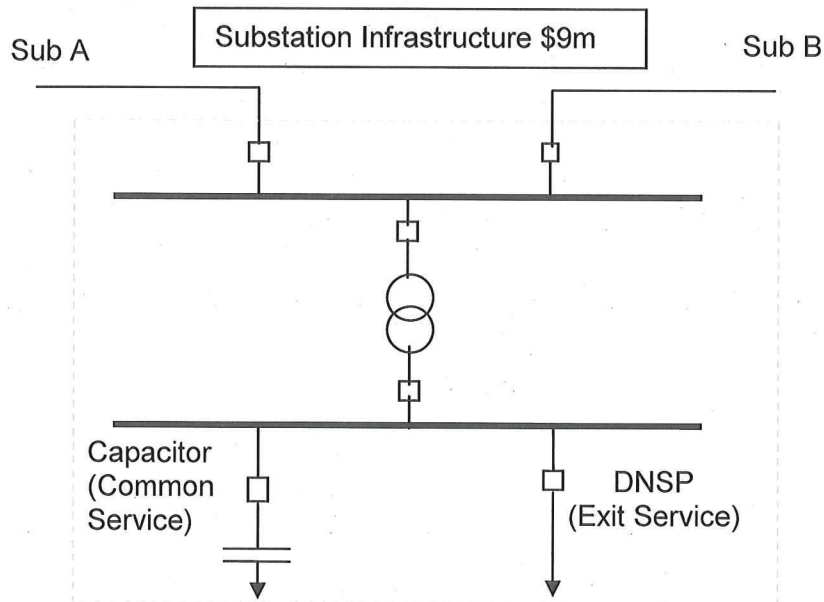 Substation Infrastructure $9m
Sub A
Sub B
Capacitor
(Common
Service)
DNSP
(Exit Service)